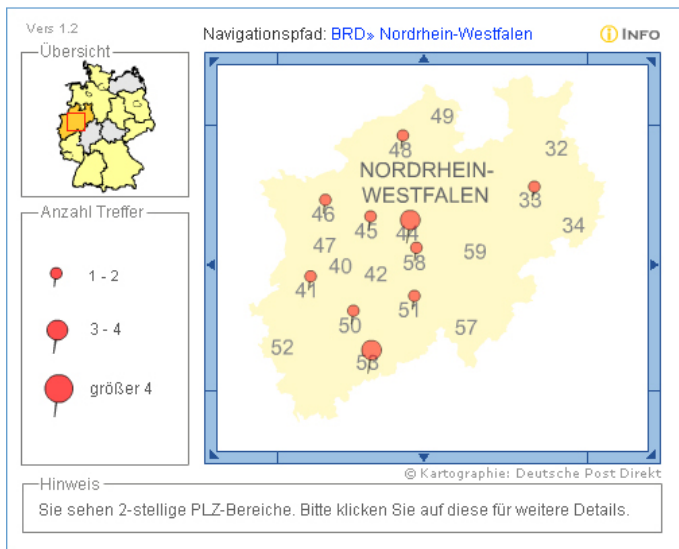 Vers 1.2
Navigationspfad: BRD» Nordrhein-Westfalen
INFO
Übersicht
Anzahl Treffer
1 - 2
3 - 4
größer 4
49
48
32
NORDRHEIN-
WESTFALEN
33
46
45
44
34
47
58
59
40
42
41
50
51
57
52
53
© Kartographie: Deutsche Post Direkt
Hinweis
Sie sehen 2-stellige PLZ-Bereiche. Bitte klicken Sie auf diese für weitere Details.